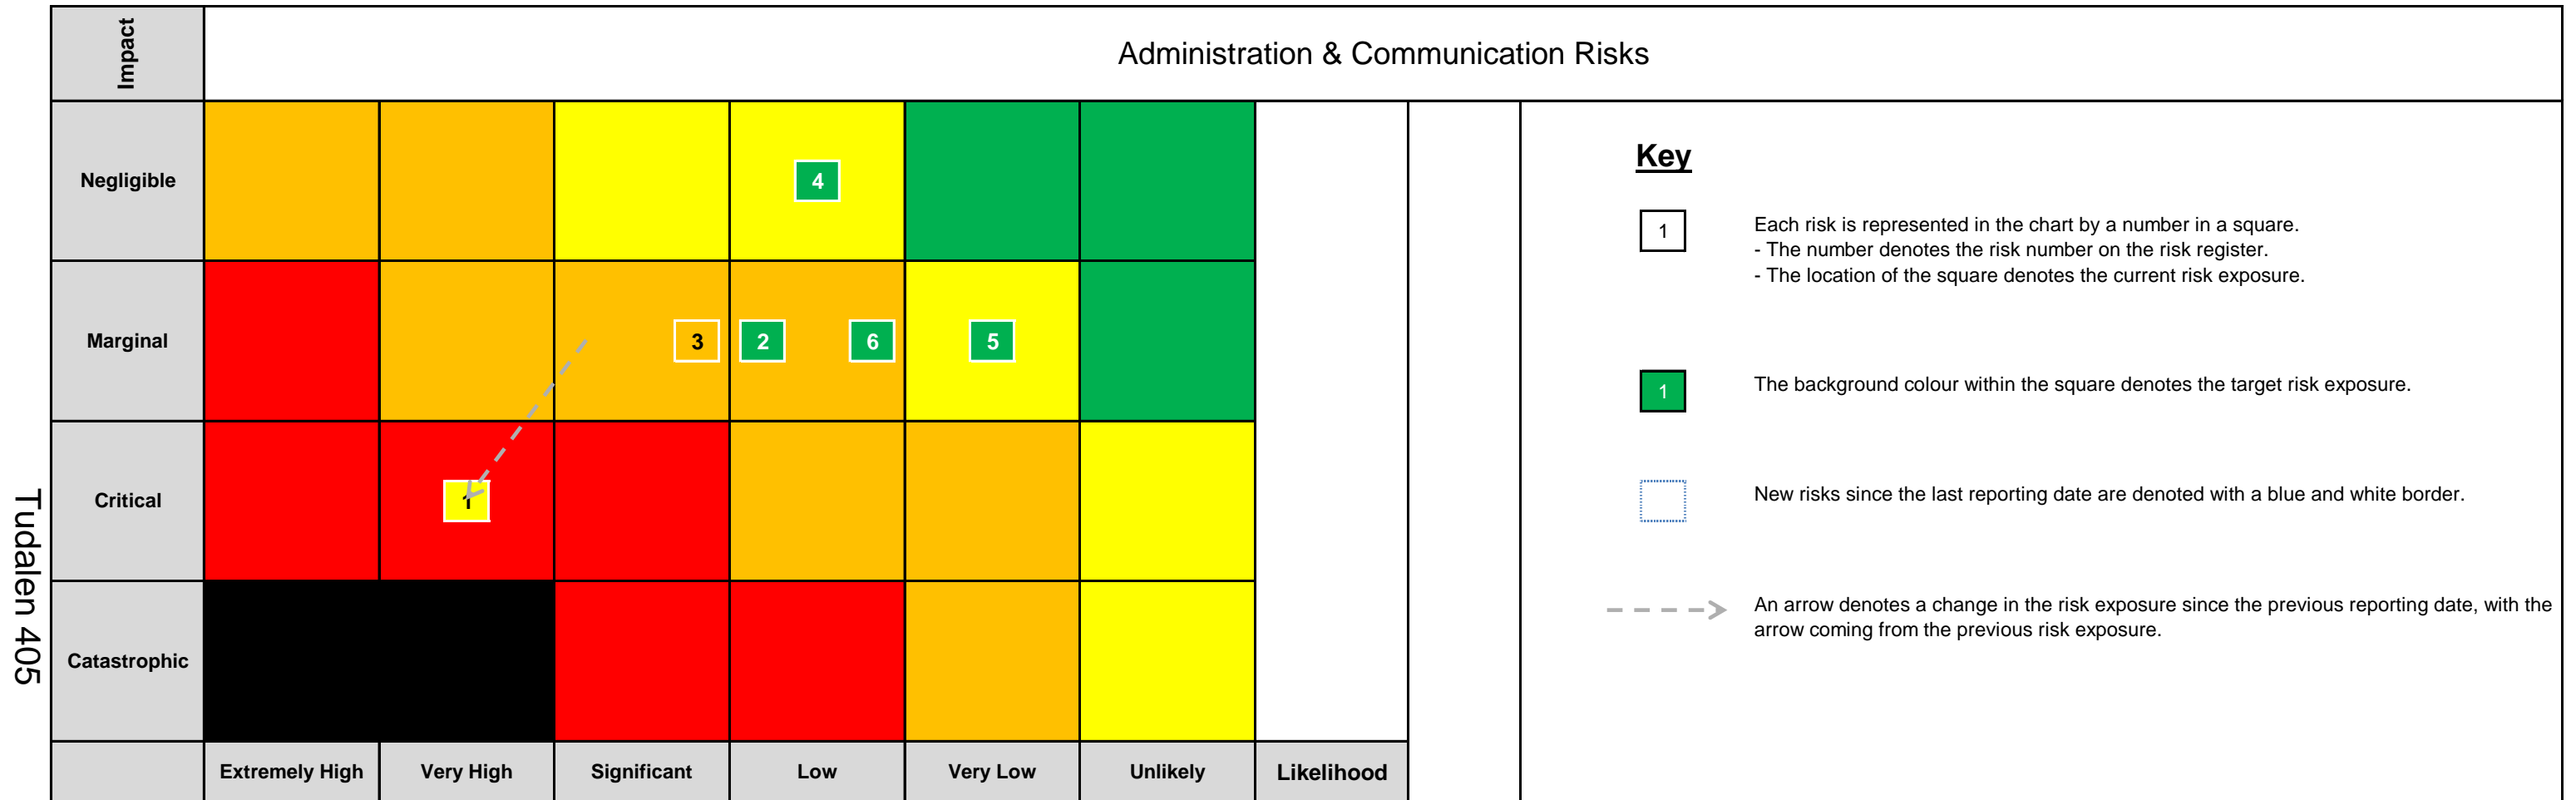 Impact
Administration & Communication Risks
Negligible
4
Marginal
3
2
6
5
Critical
1
Catastrophic
Extremely High
Very High
Significant
Low
Very Low
Unlikely
Likelihood
Key
1
Each risk is represented in the chart by a number in a square.
- The number denotes the risk number on the risk register.
- The location of the square denotes the current risk exposure.
1
The background colour within the square denotes the target risk exposure.
New risks since the last reporting date are denoted with a blue and white border.
An arrow denotes a change in the risk exposure since the previous reporting date, with the
arrow coming from the previous risk exposure.
Tudalen 405